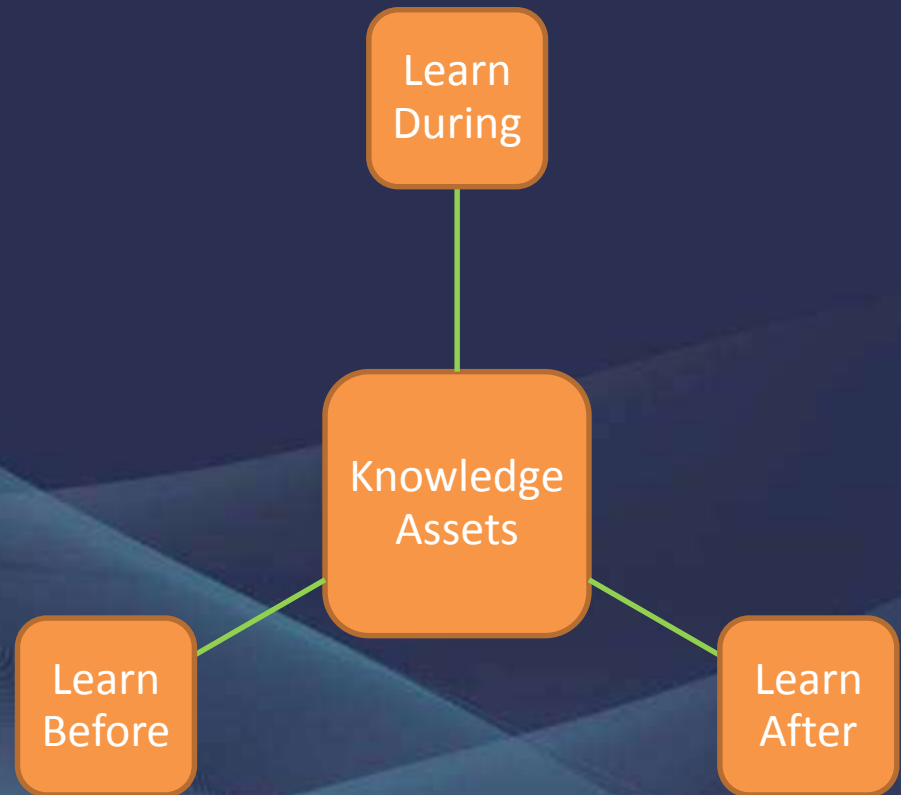 Learn
During
Knowledge
Assets
Learn
Before
Learn
After